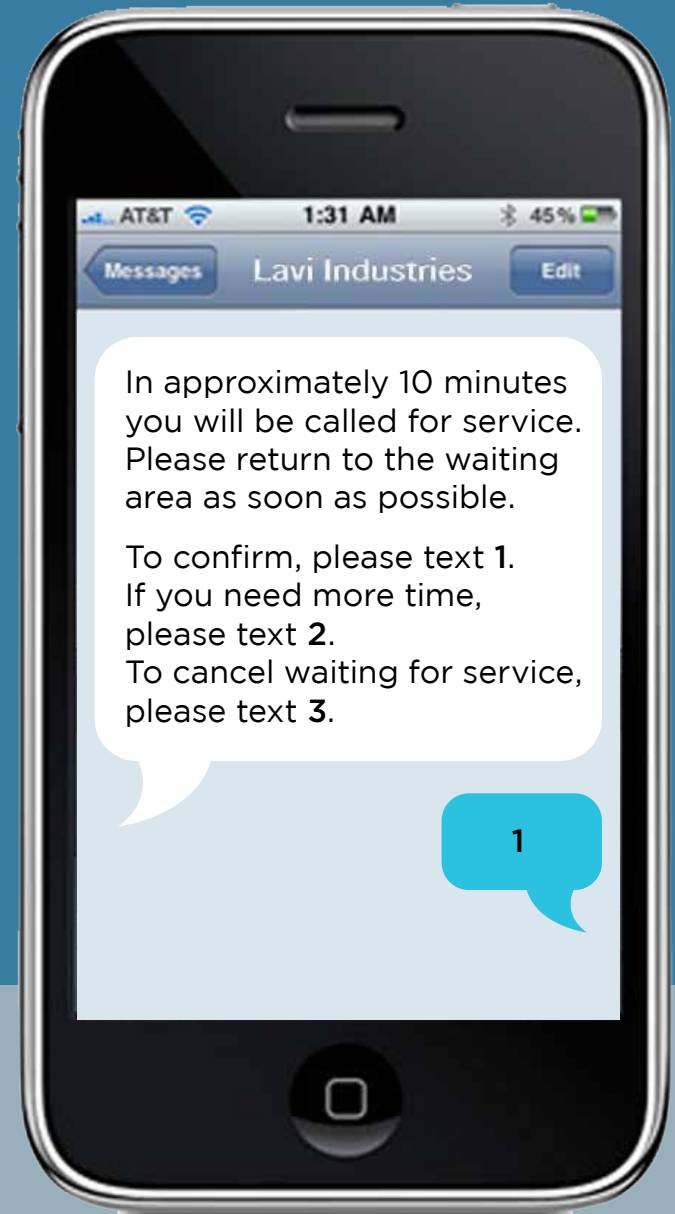 AT&T 1:31 AM 45%
Messages Lavi Industries Edit
In approximately 10 minutes
you will be called for service.
Please return to the waiting
area as soon as possible.
To confirm, please text 1.
If you need more time,
please text 2.
To cancel waiting for service,
please text 3.
1